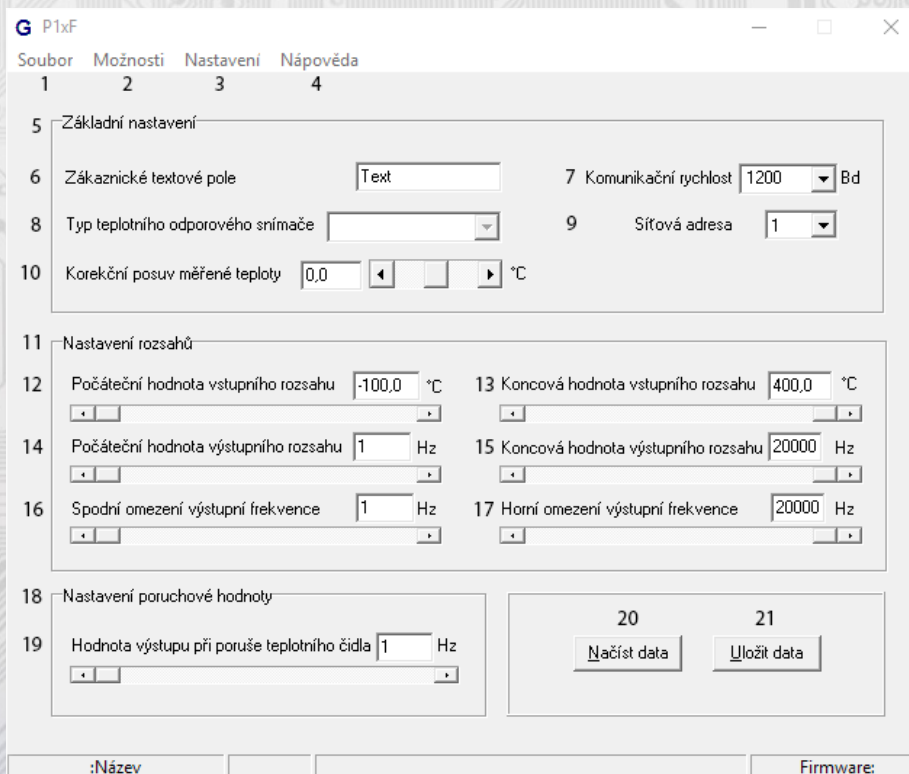 G P1xF
Soubor Možnosti Nastavení Nápověda
1 2 3 4
5 Základní nastavení
6 Zákaznické textové pole Text 7 Komunikační rychlost 1200 Bd
8 Typ teplotního odporového snímače 9 Síťová adresa 1
10 Korekční posuv měřené teploty 0,0 °C
11 Nastavení rozsahů
12 Počáteční hodnota vstupního rozsahu -100,0 °C 13 Koncová hodnota vstupního rozsahu 400,0 °C
14 Počáteční hodnota výstupního rozsahu 1 Hz 15 Koncová hodnota výstupního rozsahu 20000 Hz
16 Spodní omezení výstupní frekvence 1 Hz 17 Horní omezení výstupní frekvence 20000 Hz
18 Nastavení poruchové hodnoty
20 21
19 Hodnota výstupu při poruše teplotního čidla 1 Hz Načíst data Uložit data
:Název Firmware: